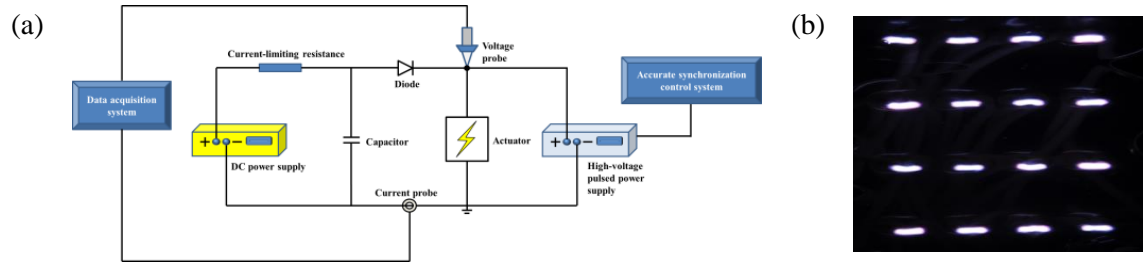 (a)
Current-limiting resistance
Voltage
probe
Diode
Accurate synchronization
control system
Data acquisition
system
+ −
DC power supply
Capacitor
Actuator
+ −
High-voltage
pulsed power
supply
Current probe
(b)